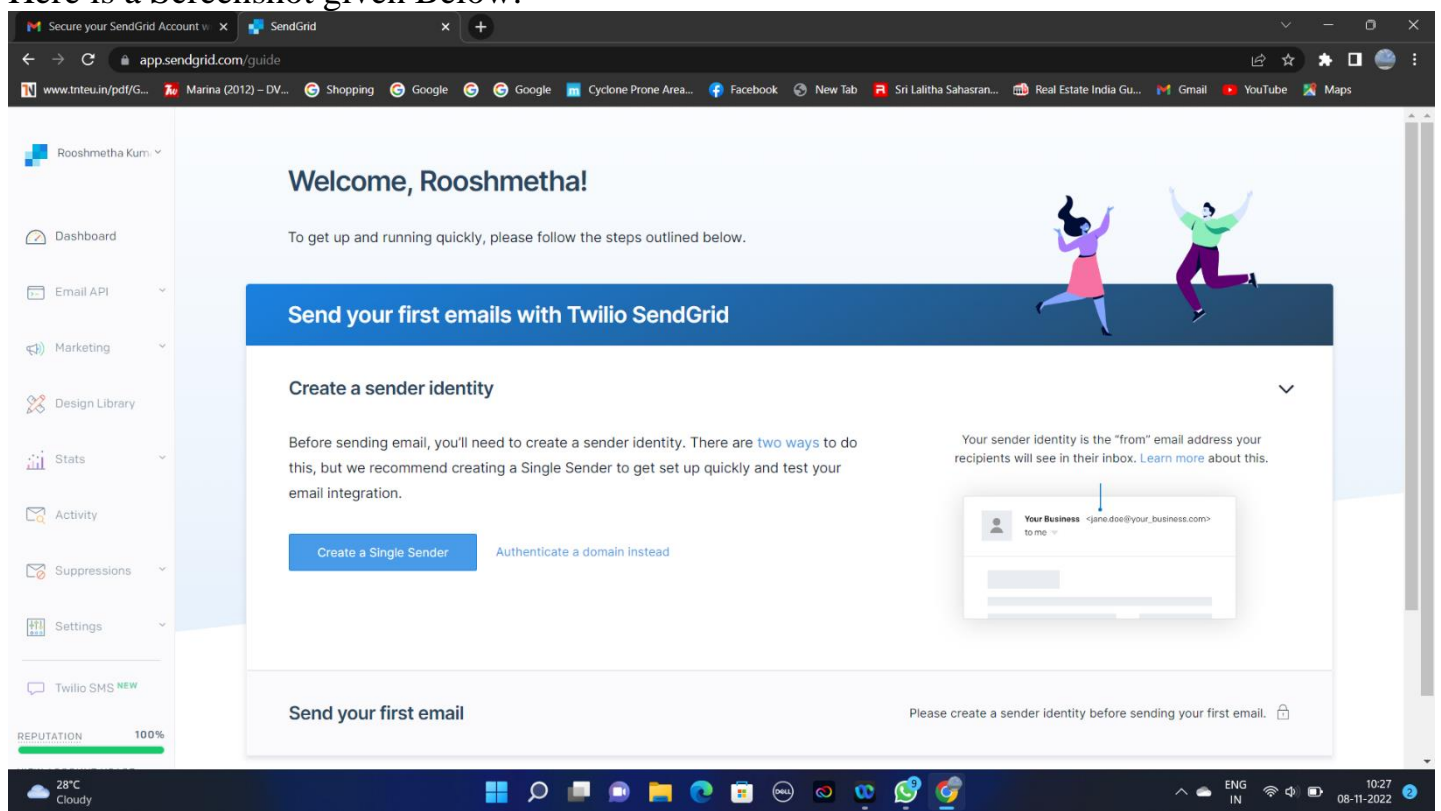 Here is a Screenshot given Below:
Secure your SendGrid Account w
SendGrid
app.sendgrid.com/guide
www.tnteu.in/pdf/G...
Marina (2012) – DV...
Shopping
Google
Google
Cyclone Prone Area...
Facebook
New Tab
Sri Lalitha Sahasran...
Real Estate India Gu...
Gmail
YouTube
Maps
Rooshmetha Kum
Dashboard
Email API
Marketing
Design Library
Stats
Activity
Suppressions
Settings
Twilio SMS NEW
REPUTATION 100%
Welcome, Rooshmetha!
To get up and running quickly, please follow the steps outlined below.
Send your first emails with Twilio SendGrid
Create a sender identity
Before sending email, you'll need to create a sender identity. There are two ways to do
this, but we recommend creating a Single Sender to get set up quickly and test your
email integration.
Create a Single Sender
Authenticate a domain instead
Your sender identity is the "from" email address your
recipients will see in their inbox. Learn more about this.
Your Business <jane.doe@your_business.com>
to me
Send your first email
Please create a sender identity before sending your first email.
28°C
Cloudy
DELL
9
ENG
IN
10:27
08-11-2022
2